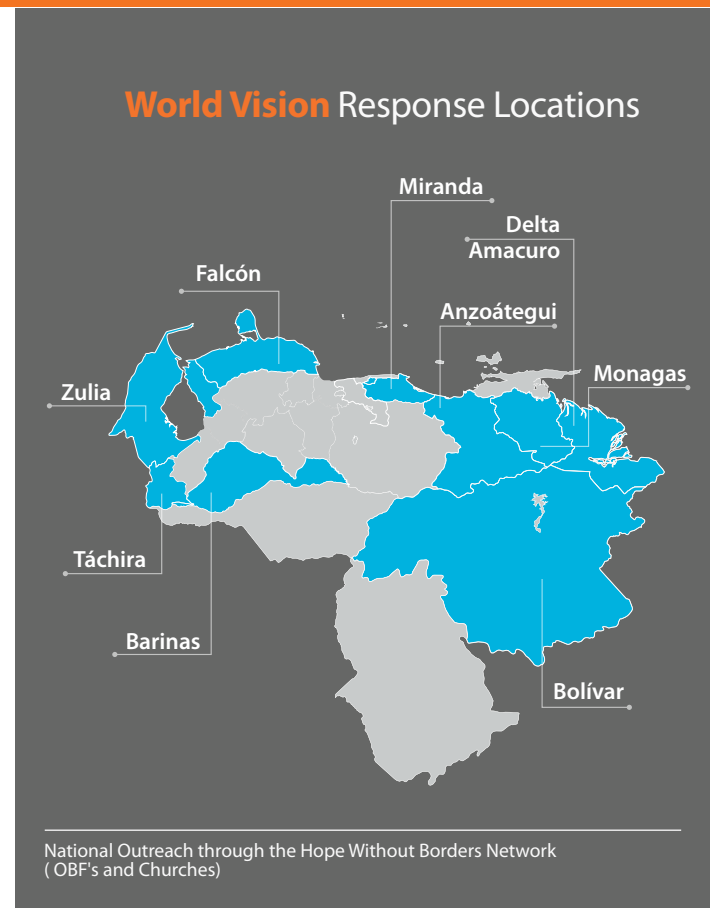 World Vision Response Locations
Miranda
Delta
Amacuro
Falcón
Anzoátegui
Monagas
Zulia
Táchira
Barinas
Bolívar
National Outreach through the Hope Without Borders Network
( OBF's and Churches)